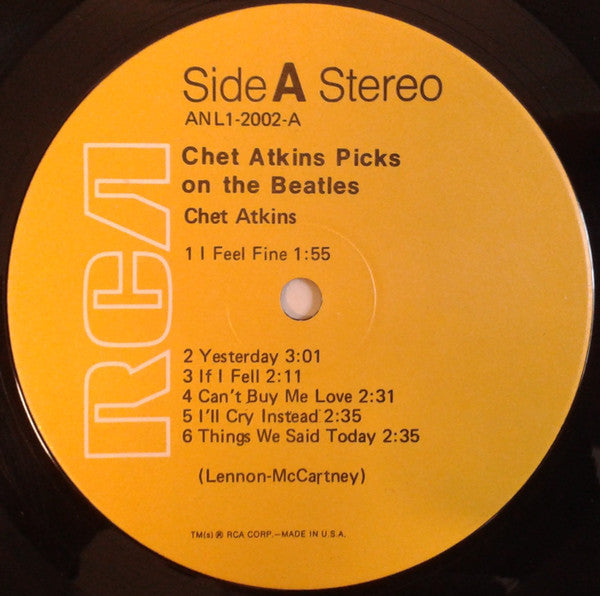 Side A Stereo
ANL1-2002-A
Chet Atkins Picks
on the Beatles
Chet Atkins
1 I Feel Fine 1:55
RCA
2 Yesterday 3:01
3 If I Fell 2:11
4 Can't Buy Me Love 2:31
5 I'll Cry Instead 2:35
6 Things We Said Today 2:35
(Lennon-McCartney)
TM(s) ® RCA CORP.—MADE IN U.S.A.